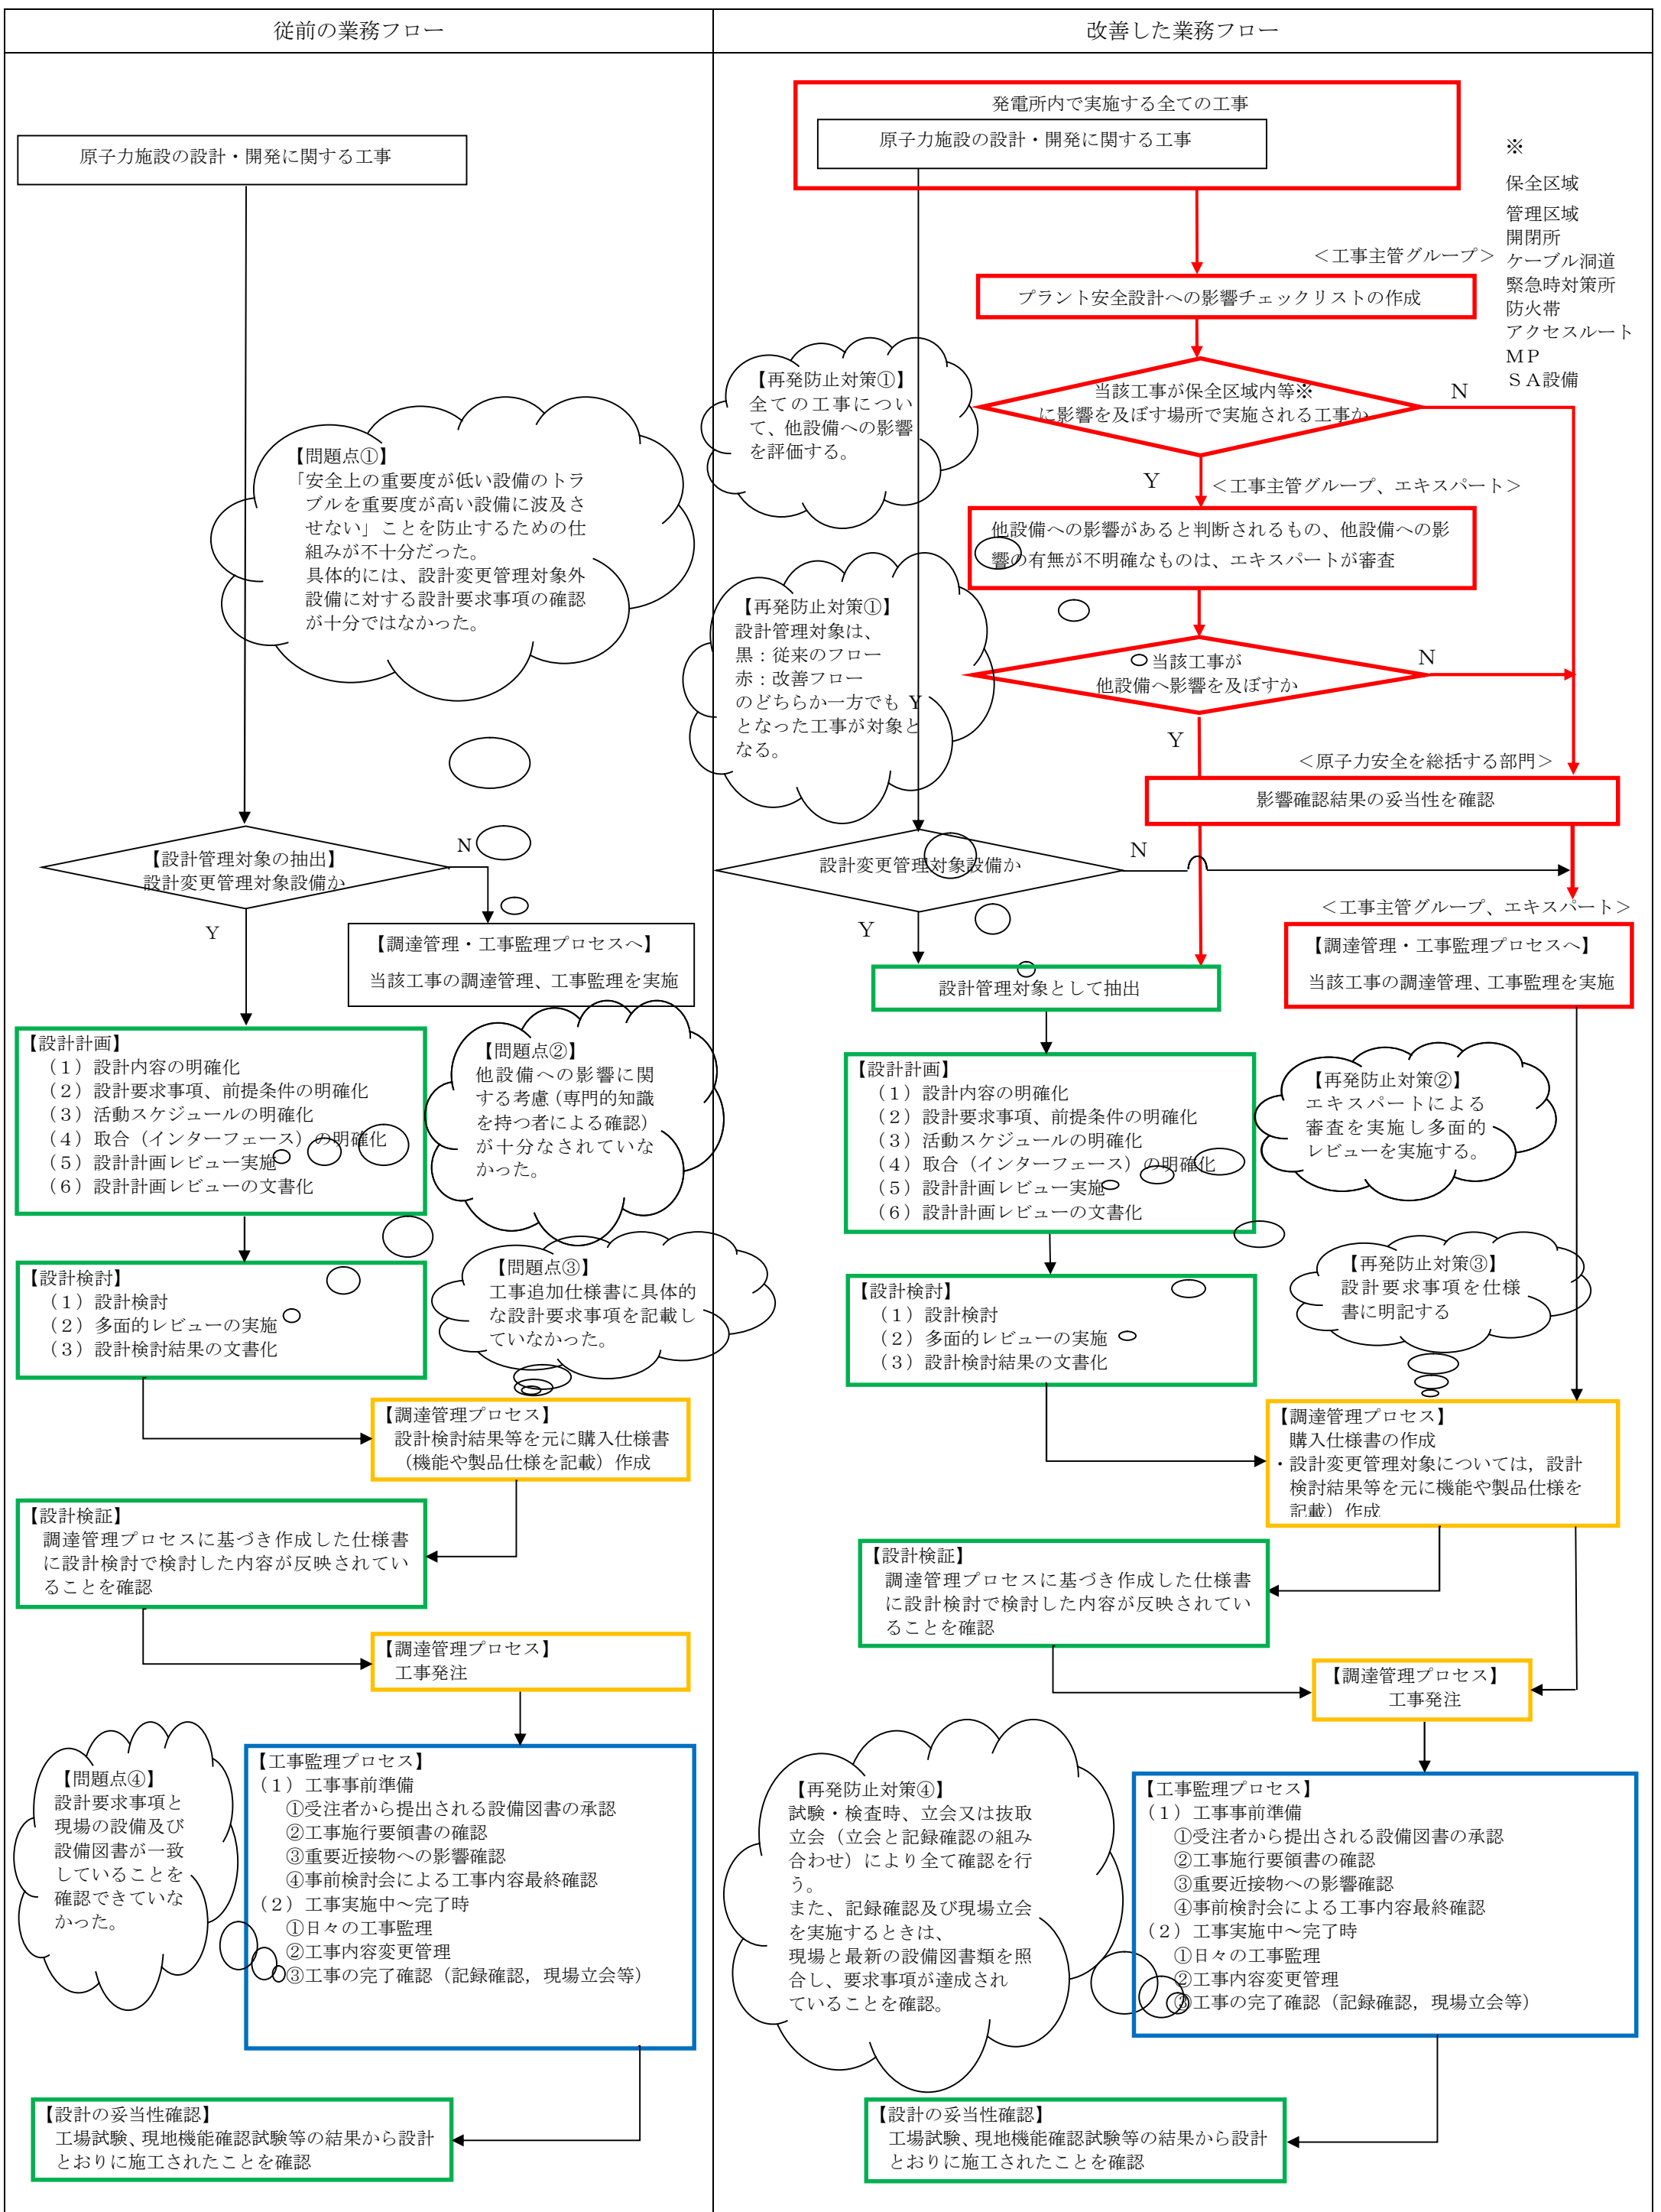 従前の業務フロー
原子力施設の設計・開発に関する工事
【問題点①】
「安全上の重要度が低い設備のトラ
ブルを重要度が高い設備に波及さ
せない」ことを防止するための仕
組みが不十分だった。
具体的には、設計変更管理対象外
設備に対する設計要求事項の確認
が十分ではなかった。
【設計管理対象の抽出】
設計変更管理対象設備か
N
Y
【調達管理・工事監理プロセスへ】
当該工事の調達管理、工事監理を実施
【設計計画】
（１）設計内容の明確化
（２）設計要求事項、前提条件の明確化
（３）活動スケジュールの明確化
（４）取合（インターフェース）の明確化
（５）設計計画レビュー実施
（６）設計計画レビューの文書化
【問題点②】
他設備への影響に関
する考慮（専門的知識
を持つ者による確認）
が十分なされていな
かった。
【設計検討】
（１）設計検討
（２）多面的レビューの実施
（３）設計検討結果の文書化
【問題点③】
工事追加仕様書に具体的
な設計要求事項を記載し
ていなかった。
【調達管理プロセス】
設計検討結果等を元に購入仕様書
（機能や製品仕様を記載）作成
【設計検証】
調達管理プロセスに基づき作成した仕様書
に設計検討で検討した内容が反映されてい
ることを確認
【調達管理プロセス】
工事発注
【問題点④】
設計要求事項と
現場の設備及び
設備図書が一致
していることを
確認できていな
かった。
【工事監理プロセス】
（１）工事事前準備
①受注者から提出される設備図書の承認
②工事施行要領書の確認
③重要近接物への影響確認
④事前検討会による工事内容最終確認
（２）工事実施中～完了時
①日々の工事監理
②工事内容変更管理
③工事の完了確認（記録確認，現場立会等）
【設計の妥当性確認】
工場試験、現地機能確認試験等の結果から設計
とおりに施工されたことを確認
改善した業務フロー
発電所内で実施する全ての工事
原子力施設の設計・開発に関する工事
※
保全区域
管理区域
開閉所
ケーブル洞道
緊急時対策所
防火帯
アクセスルート
ＭＰ
ＳＡ設備
＜工事主管グループ＞
プラント安全設計への影響チェックリストの作成
【再発防止対策①】
全ての工事につい
て、他設備への影響
を評価する。
当該工事が保全区域内等※
に影響を及ぼす場所で実施される工事か
N
Y
＜工事主管グループ、エキスパート＞
他設備への影響があると判断されるもの、他設備への影
響の有無が不明確なものは、エキスパートが審査
【再発防止対策①】
設計管理対象は、
黒：従来のフロー
赤：改善フロー
のどちらか一方でも Y
となった工事が対象と
なる。
当該工事が
他設備へ影響を及ぼすか
N
Y
＜原子力安全を総括する部門＞
影響確認結果の妥当性を確認
設計変更管理対象設備か
N
Y
＜工事主管グループ、エキスパート＞
【調達管理・工事監理プロセスへ】
当該工事の調達管理、工事監理を実施
設計管理対象として抽出
【設計計画】
（１）設計内容の明確化
（２）設計要求事項、前提条件の明確化
（３）活動スケジュールの明確化
（４）取合（インターフェース）の明確化
（５）設計計画レビュー実施
（６）設計計画レビューの文書化
【再発防止対策②】
エキスパートによる
審査を実施し多面的
レビューを実施する。
【設計検討】
（１）設計検討
（２）多面的レビューの実施
（３）設計検討結果の文書化
【再発防止対策③】
設計要求事項を仕様
書に明記する
【調達管理プロセス】
購入仕様書の作成
・設計変更管理対象については，設計
検討結果等を元に機能や製品仕様を
記載）作成
【設計検証】
調達管理プロセスに基づき作成した仕様書
に設計検討で検討した内容が反映されてい
ることを確認
【調達管理プロセス】
工事発注
【再発防止対策④】
試験・検査時、立会又は抜取
立会（立会と記録確認の組み
合わせ）により全て確認を行
う。
また、記録確認及び現場立会
を実施するときは、
現場と最新の設備図書類を照
合し、要求事項が達成され
ていることを確認。
【工事監理プロセス】
（１）工事事前準備
①受注者から提出される設備図書の承認
②工事施行要領書の確認
③重要近接物への影響確認
④事前検討会による工事内容最終確認
（２）工事実施中～完了時
①日々の工事監理
②工事内容変更管理
③工事の完了確認（記録確認，現場立会等）
【設計の妥当性確認】
工場試験、現地機能確認試験等の結果から設計
とおりに施工されたことを確認